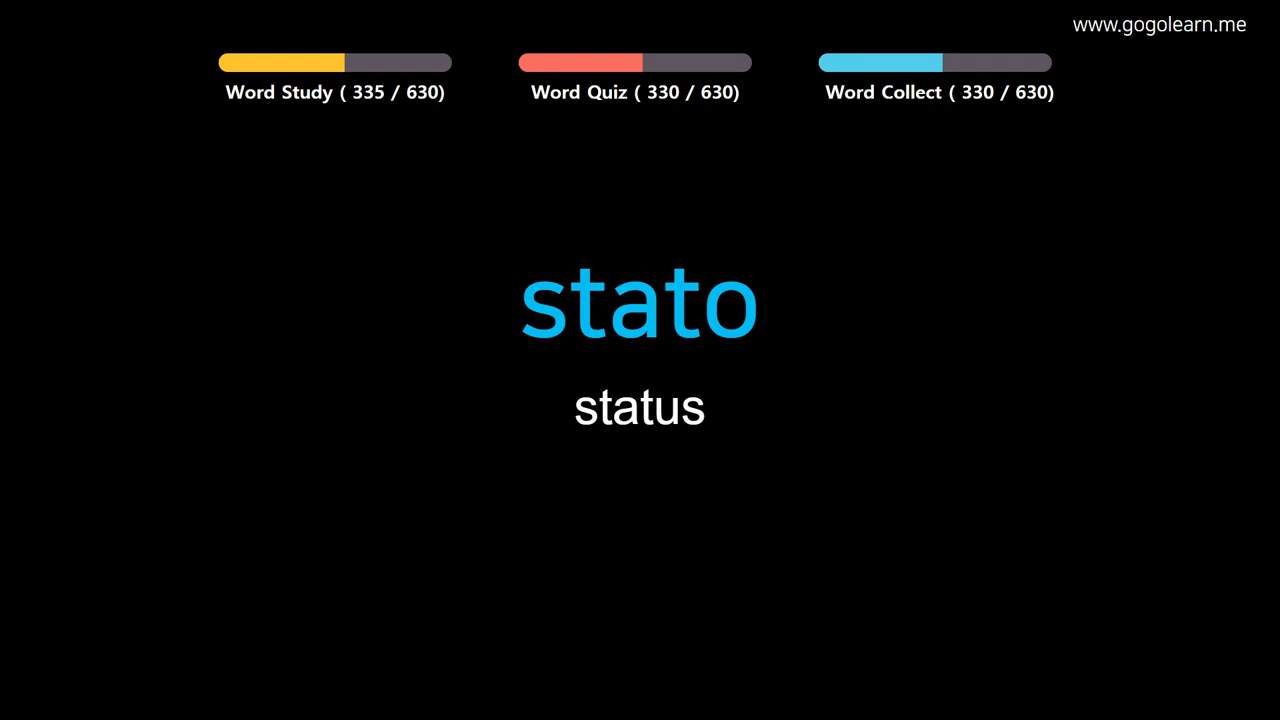 www.gogolearn.me
Word Study ( 335 / 630)
Word Quiz ( 330 / 630)
Word Collect ( 330 / 630)
stato
status